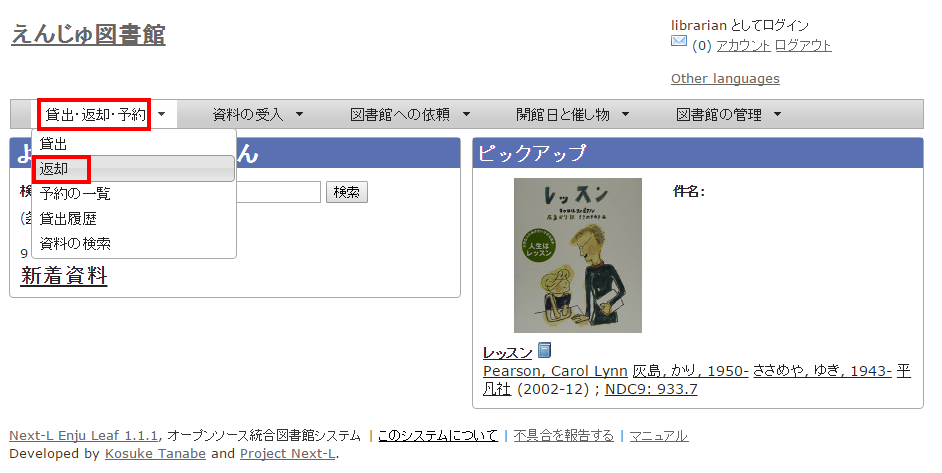 えんじゅ図書館
librarian としてログイン
(0) アカウント ログアウト
Other languages
貸出・返却・予約 資料の受入 図書館への依頼 開館日と催し物 図書館の管理
貸出
返却
予約の一覧
貸出履歴
資料の検索
よ ん
検索
9
新着資料
ピックアップ
件名:
レッスン
人生は
レッスン
レッスン
Pearson, Carol Lynn 灰島, かり, 1950- ささめや, ゆき, 1943- 平
凡社 (2002-12) ; NDC9: 933.7
Next-L Enju Leaf 1.1.1, オープンソース統合図書館システム | このシステムについて | 不具合を報告する | マニュアル
Developed by Kosuke Tanabe and Project Next-L.